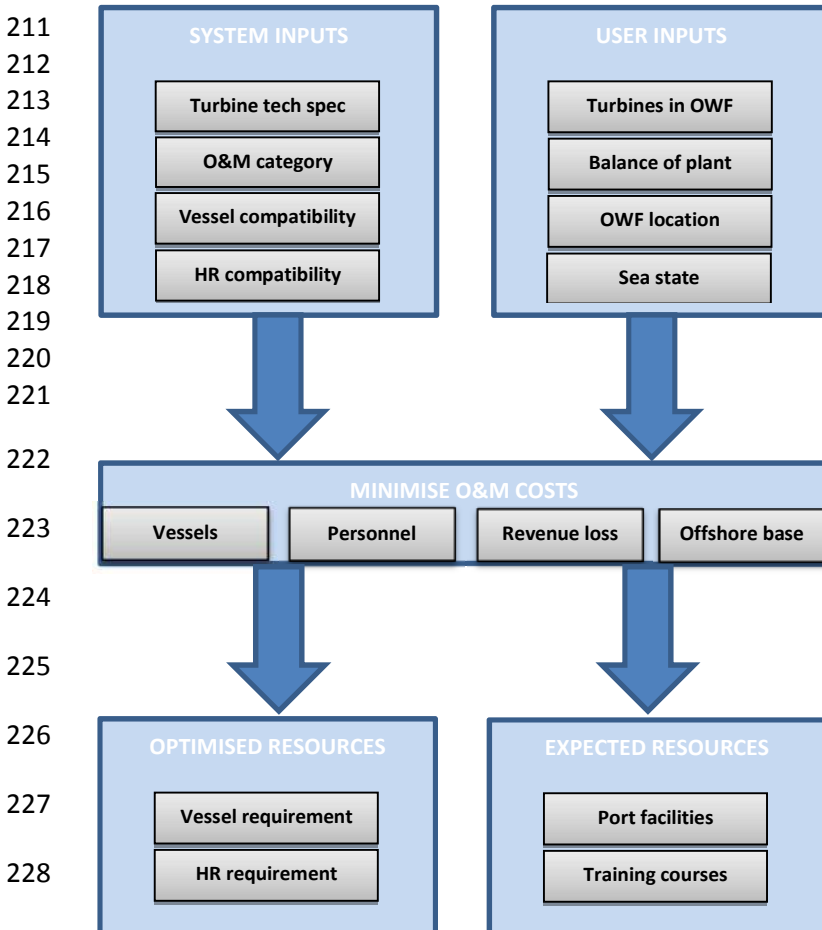 211
SYSTEM INPUTS
USER INPUTS
212
213
Turbine tech spec
Turbines in OWF
214
O&M category
Balance of plant
215
216
Vessel compatibility
OWF location
217
HR compatibility
Sea state
218
219
220
221
222
MINIMISE O&M COSTS
223
Vessels
Personnel
Revenue loss
Offshore base
224
225
226
OPTIMISED RESOURCES
EXPECTED RESOURCES
227
Vessel requirement
Port facilities
228
HR requirement
Training courses